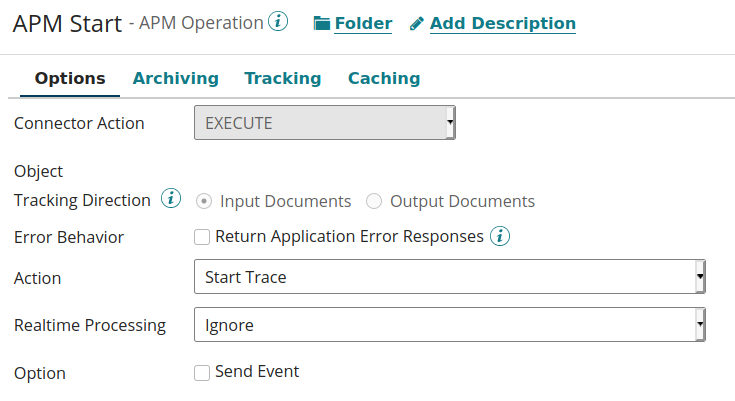 APM Start - APM Operation i Folder Add Description
Options Archiving Tracking Caching
Connector Action EXECUTE
Object
Tracking Direction i Input Documents Output Documents
Error Behavior Return Application Error Responses i
Action Start Trace
Realtime Processing Ignore
Option Send Event